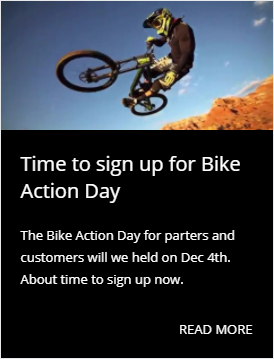 Time to sign up for Bike
Action Day
The Bike Action Day for parters and
customers will we held on Dec 4th.
About time to sign up now.
READ MORE